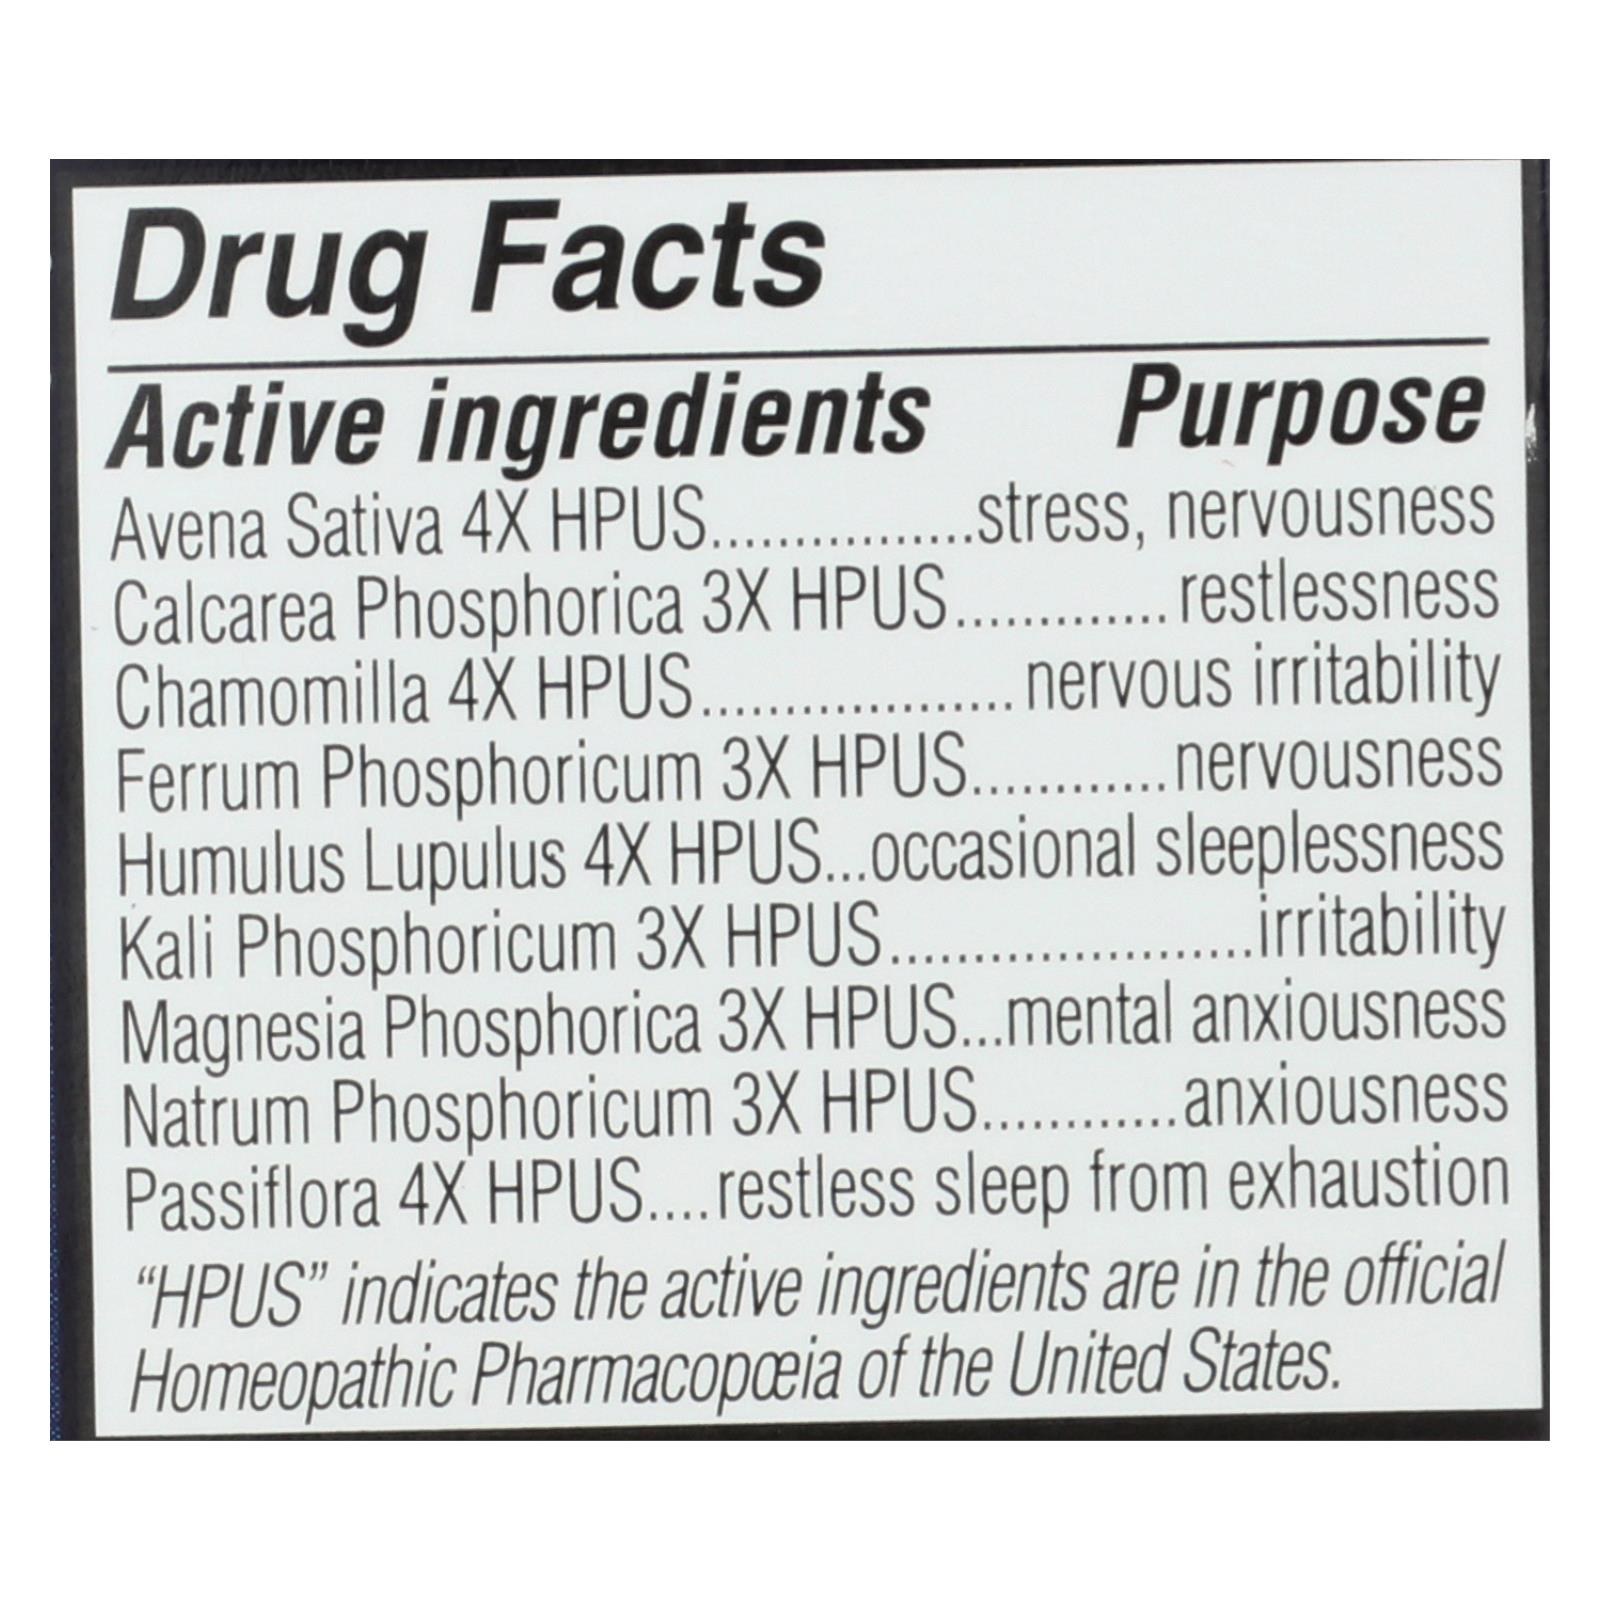 Drug Facts
Active ingredients Purpose
Avena Sativa 4X HPUS................stress, nervousness
Calcarea Phosphorica 3X HPUS.............restlessness
Chamomilla 4X HPUS...................nervous irritability
Ferrum Phosphoricum 3X HPUS............nervousness
Humulus Lupulus 4X HPUS...occasional sleeplessness
Kali Phosphoricum 3X HPUS......................irritability
Magnesia Phosphorica 3X HPUS...mental anxiousness
Natrum Phosphoricum 3X HPUS............anxiousness
Passiflora 4X HPUS....restless sleep from exhaustion
“HPUS” indicates the active ingredients are in the official
Homeopathic Pharmacopœia of the United States.